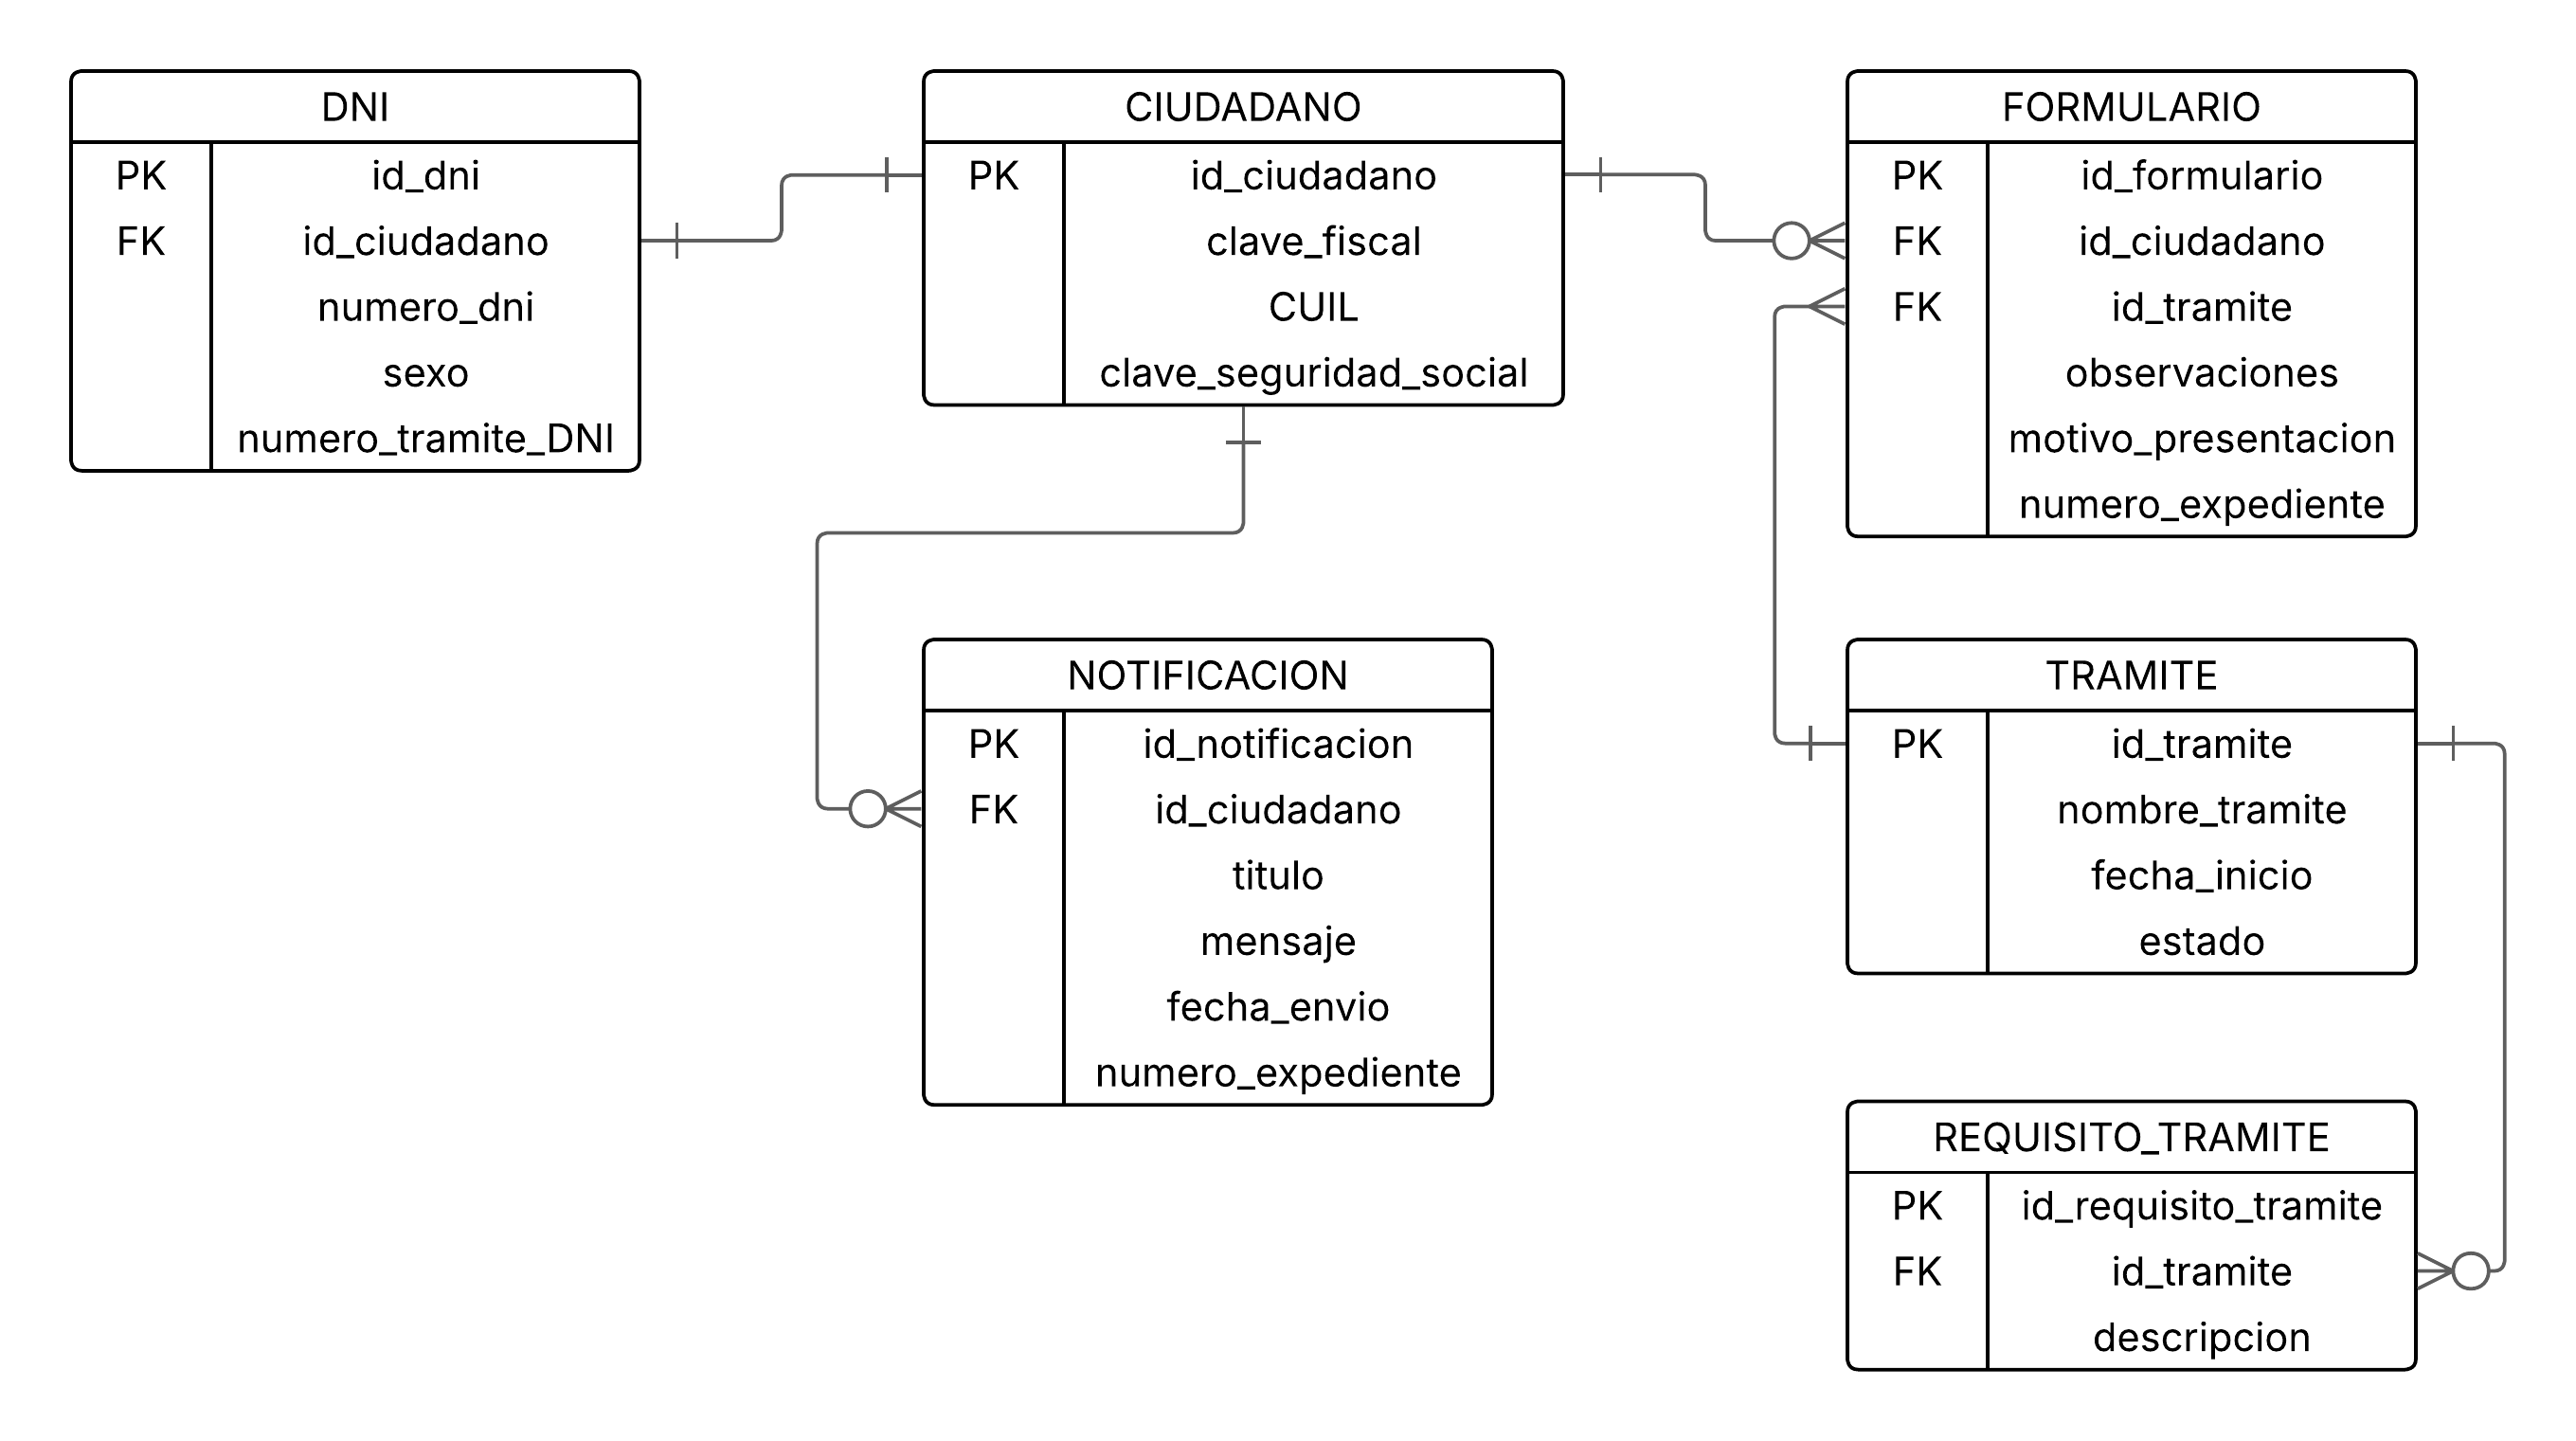 DNI
PK id_dni
FK id_ciudadano
numero_dni
sexo
numero_tramite_DNI
CIUDADANO
PK id_ciudadano
clave_fiscal
CUIL
clave_seguridad_social
FORMULARIO
PK id_formulario
FK id_ciudadano
FK id_tramite
observaciones
motivo_presentacion
numero_expediente
NOTIFICACION
PK id_notificacion
FK id_ciudadano
titulo
mensaje
fecha_envio
numero_expediente
TRAMITE
PK id_tramite
nombre_tramite
fecha_inicio
estado
REQUISITO_TRAMITE
PK id_requisito_tramite
FK id_tramite
descripcion